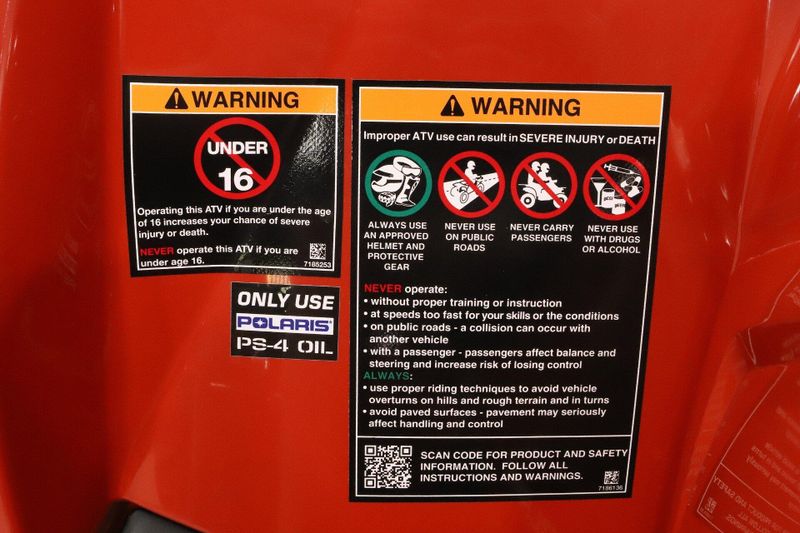 WARNING
UNDER
16
Operating this ATV if you are under the age
of 16 increases your chance of severe
injury or death.
NEVER operate this ATV if you are
under age 16.
7185253
ONLY USE
POLARIS
PS-4 OIL
WARNING
Improper ATV use can result in SEVERE INJURY or DEATH
ALWAYS USE
AN APPROVED
HELMET AND
PROTECTIVE
GEAR
NEVER USE
ON PUBLIC
ROADS
NEVER CARRY
PASSENGERS
NEVER USE
WITH DRUGS
OR ALCOHOL
NEVER operate:
• without proper training or instruction
• at speeds too fast for your skills or the conditions
• on public roads - a collision can occur with
another vehicle
• with a passenger - passengers affect balance and
steering and increase risk of losing control
ALWAYS:
• use proper riding techniques to avoid vehicle
overturns on hills and rough terrain and in turns
• avoid paved surfaces - pavement may seriously
affect handling and control
SCAN CODE FOR PRODUCT AND SAFETY
INFORMATION. FOLLOW ALL
INSTRUCTIONS AND WARNINGS.
7186136